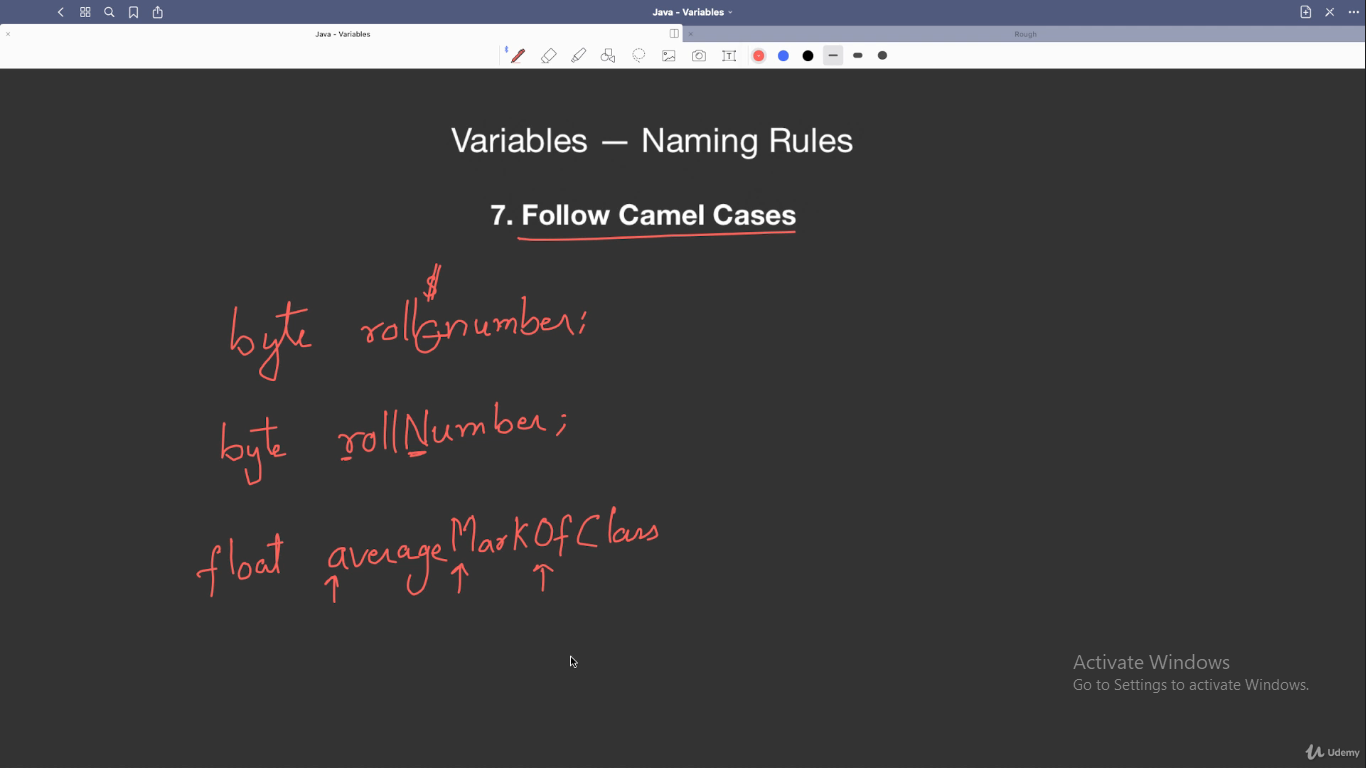 Java - Variables
Java - Variables
Rough
Variables — Naming Rules
7. Follow Camel Cases
$
byte roll_number;
byte rollNumber;
float averageMarkOfClass
Activate Windows
Go to Settings to activate Windows.
Udemy